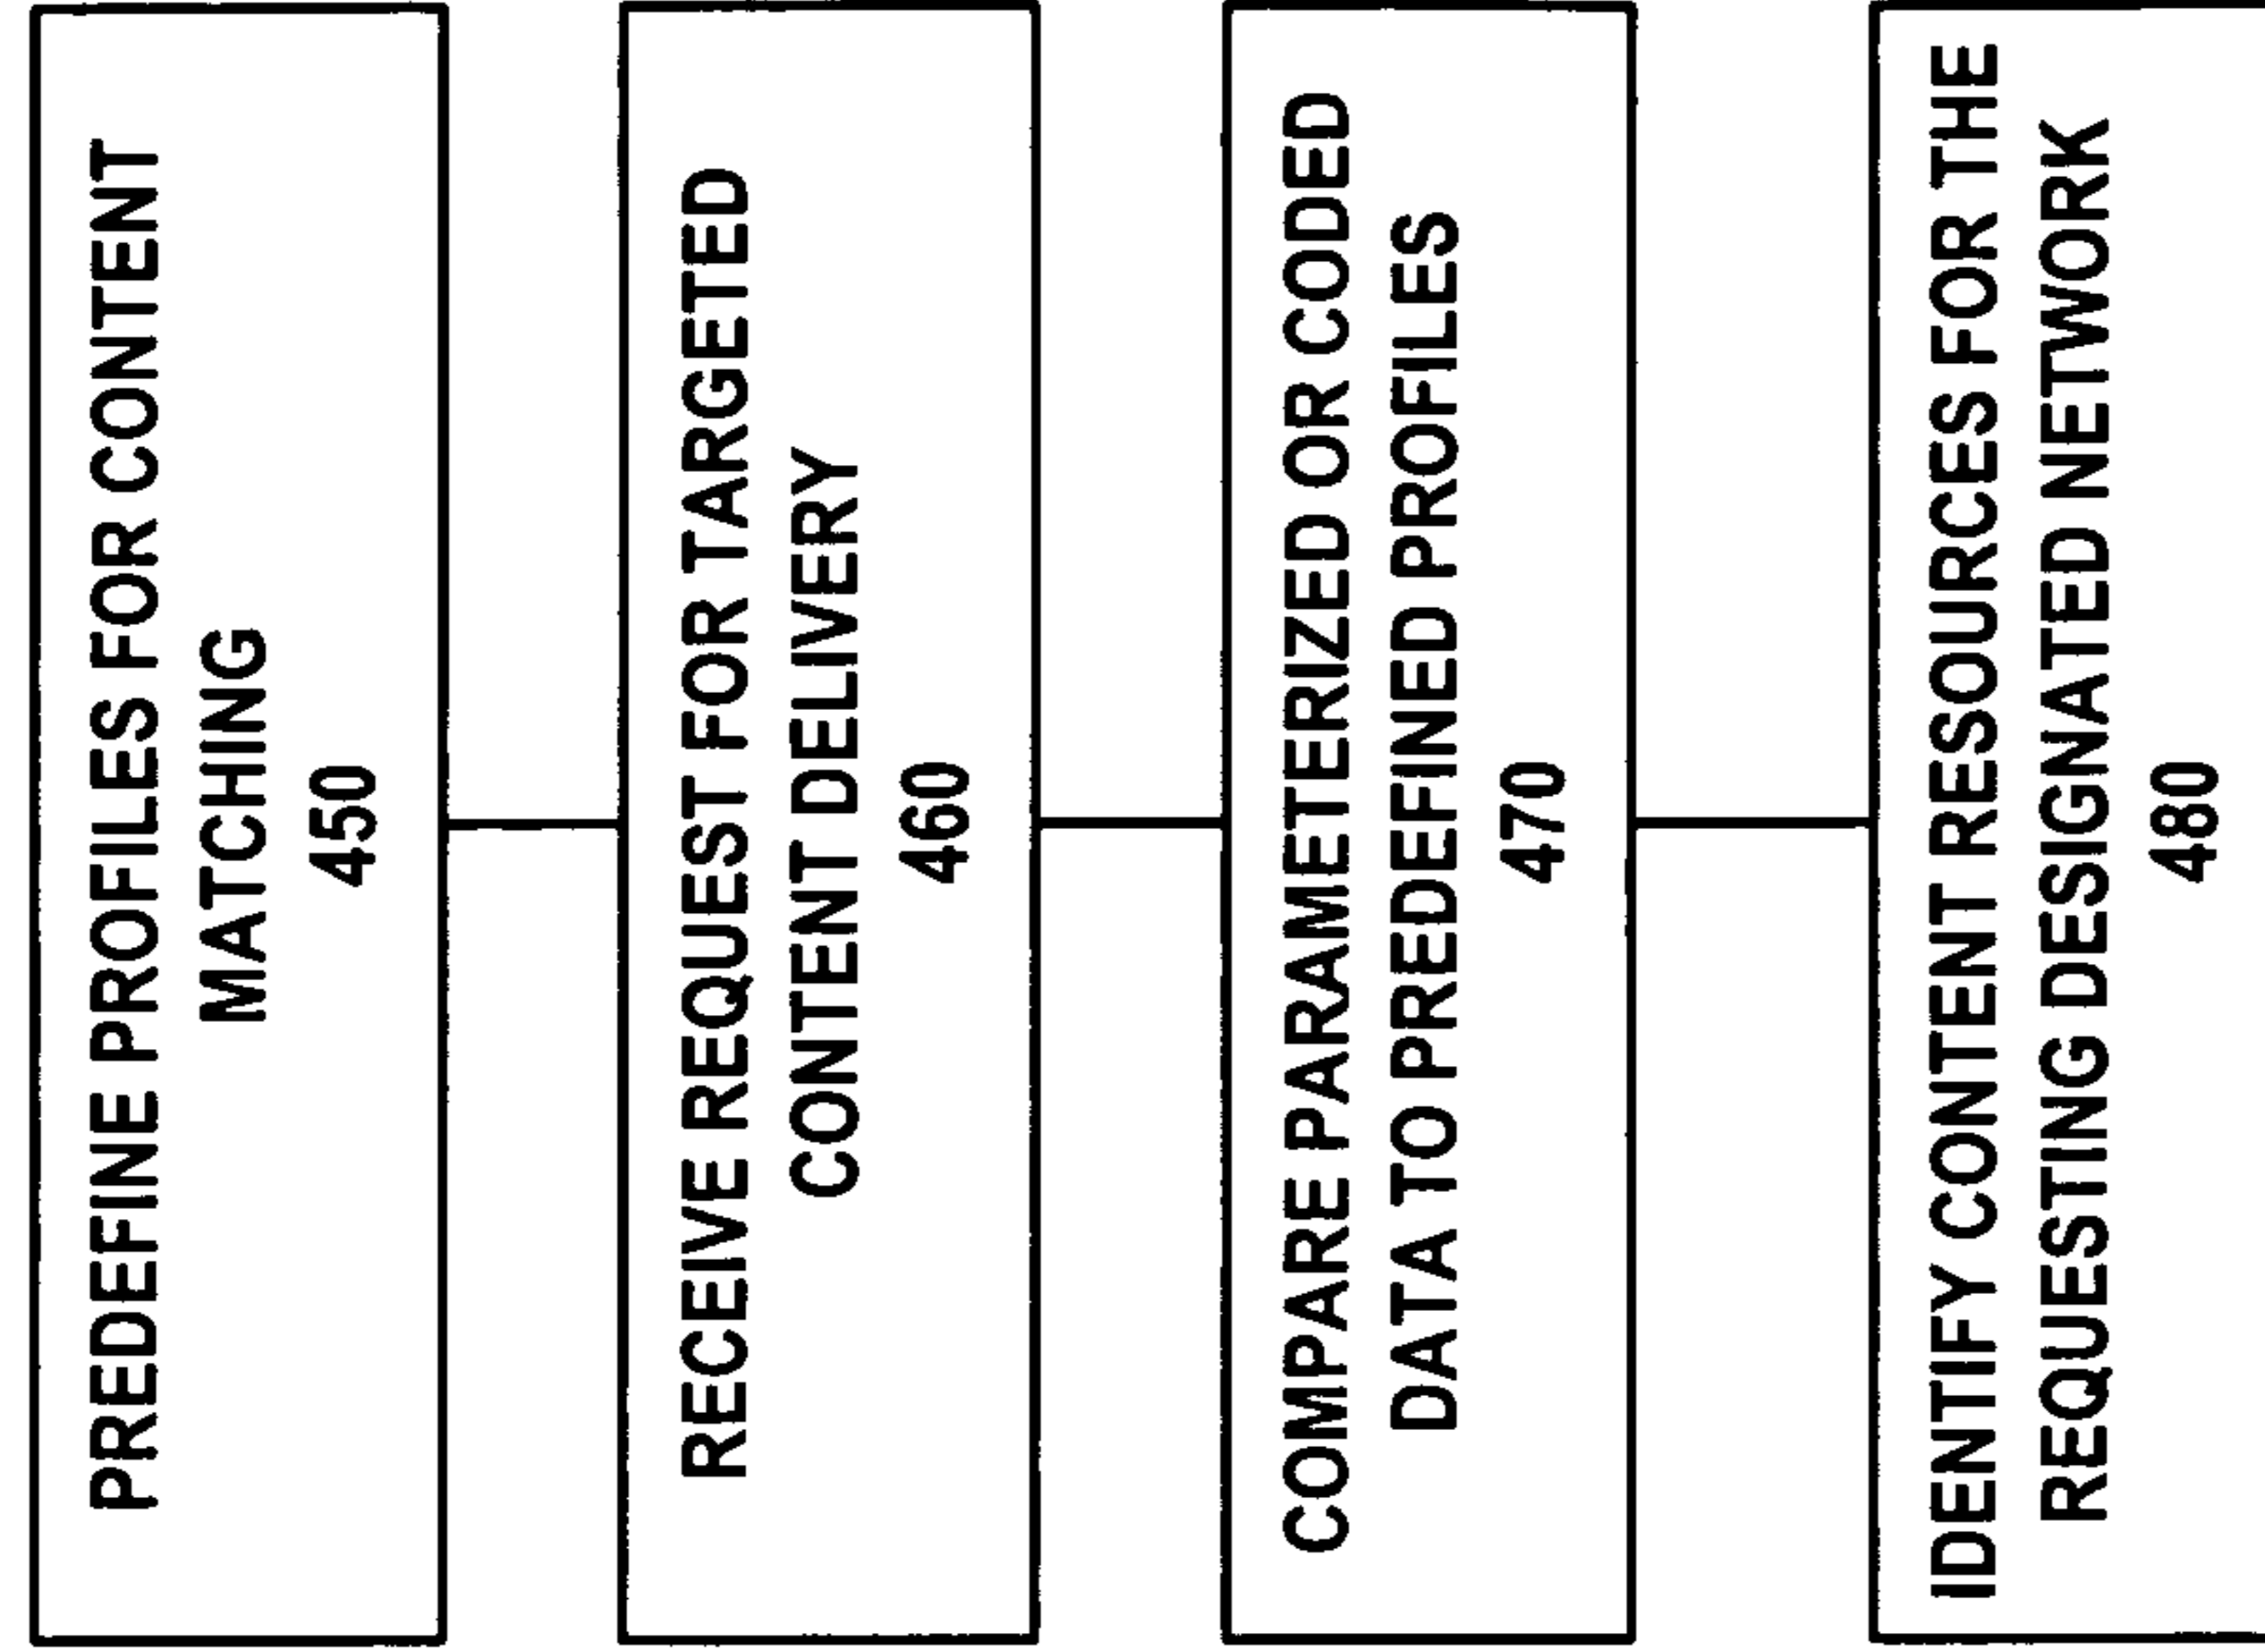 PREDEFINE PROFILES FOR CONTENT
MATCHING
450
RECEIVE REQUEST FOR TARGETED
CONTENT DELIVERY
460
COMPARE PARAMETERIZED OR CODED
DATA TO PREDEFINED PROFILES
470
IDENTIFY CONTENT RESOURCES FOR THE
REQUESTING DESIGNATED NETWORK
480